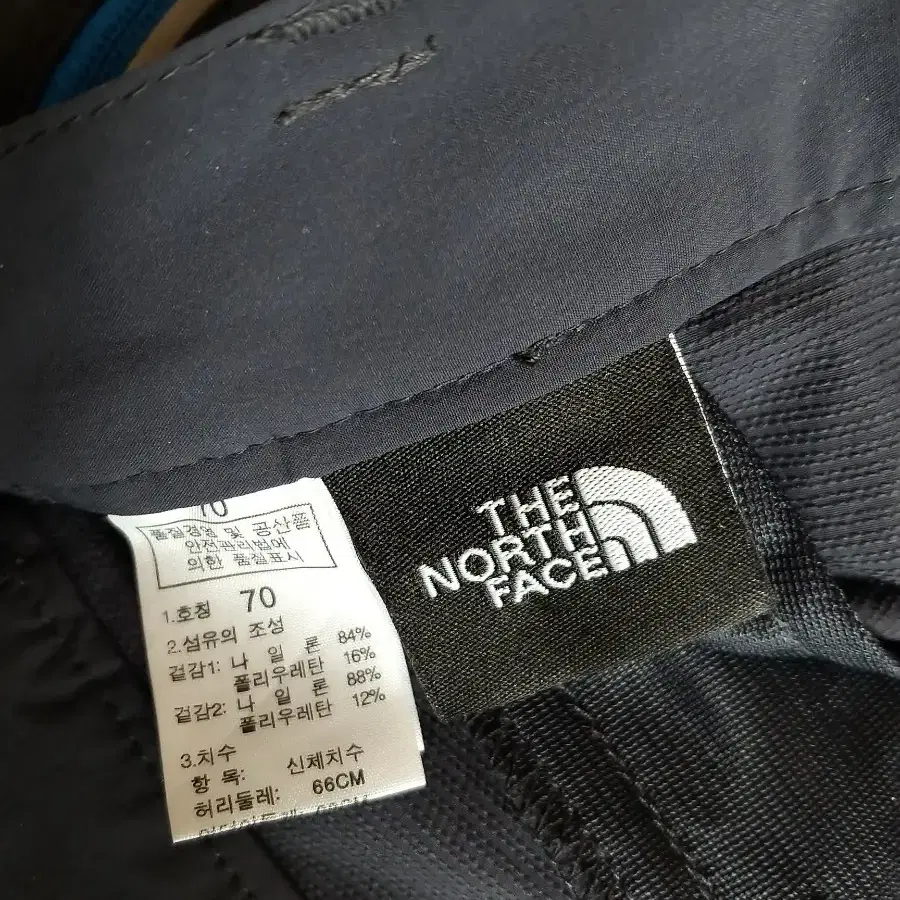 70
품질경영 및 공산품
안전관리법에
의한 품질표시
1.호칭 70
2.섬유의 조성
겉감1: 나 일 론 84%
폴리우레탄 16%
겉감2: 나 일 론 88%
폴리우레탄 12%
3.치수
항 목: 신체치수
허리둘레: 66CM
THE
NORTH
FACE